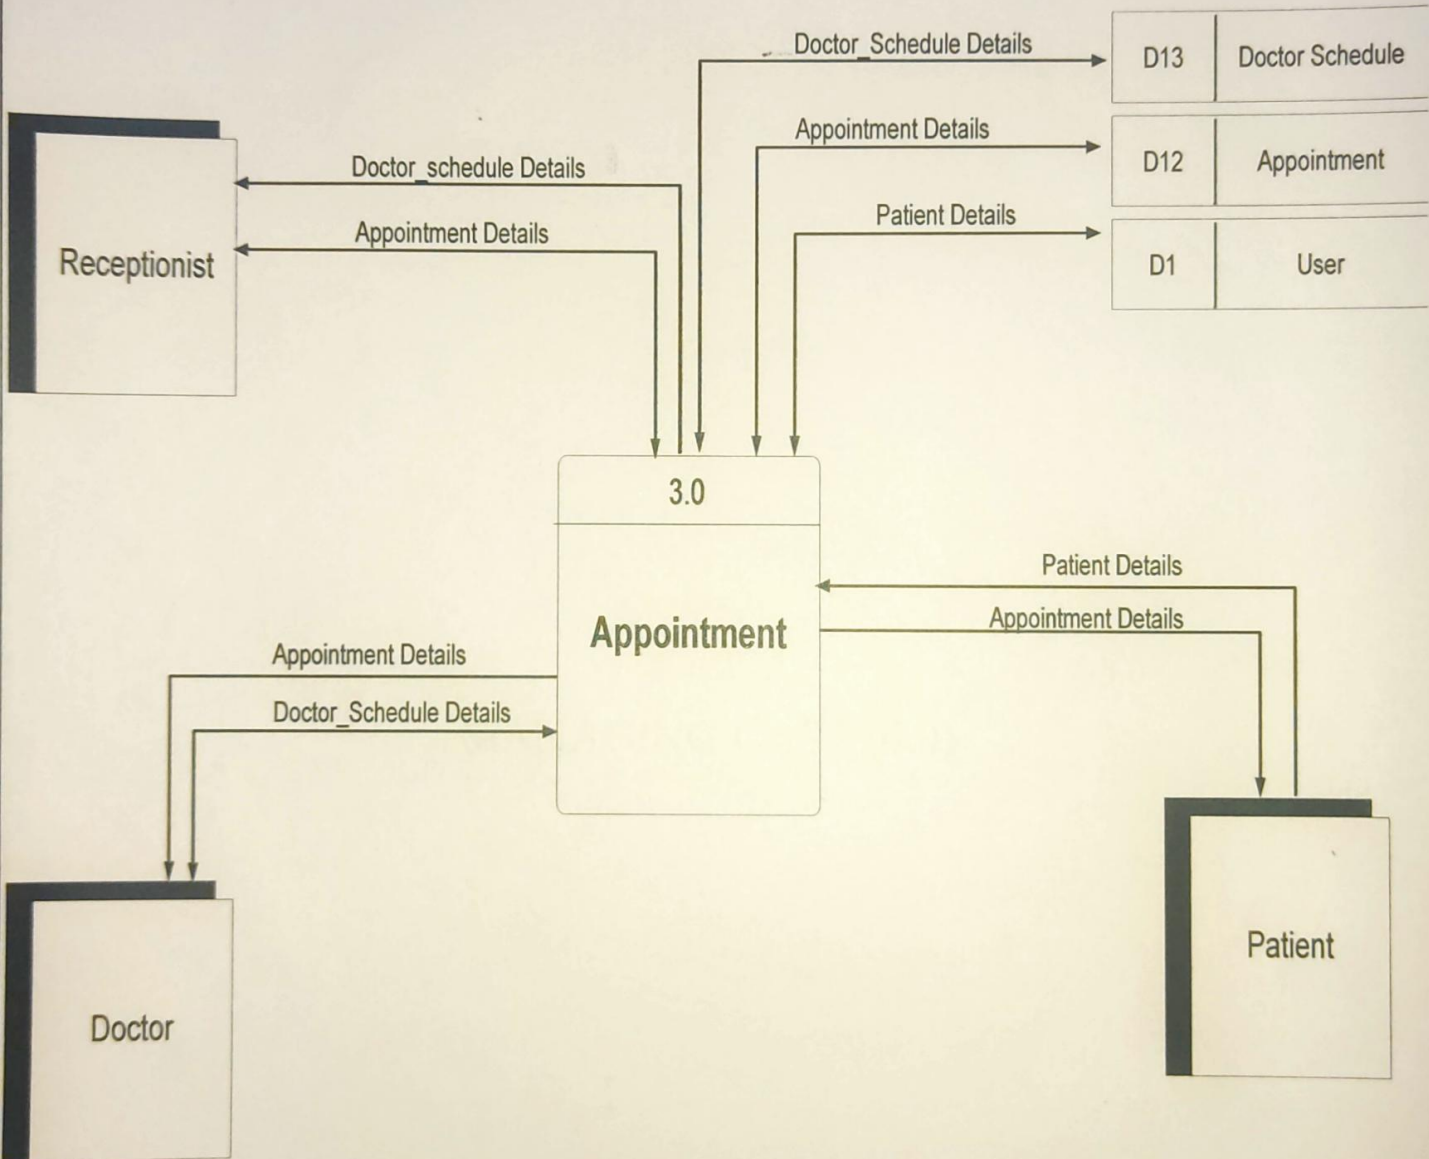 Doctor_Schedule Details
D13
Doctor Schedule
Appointment Details
D12
Appointment
Patient Details
D1
User
Doctor_schedule Details
Appointment Details
Receptionist
3.0
Appointment
Patient Details
Appointment Details
Appointment Details
Doctor_Schedule Details
Patient
Doctor